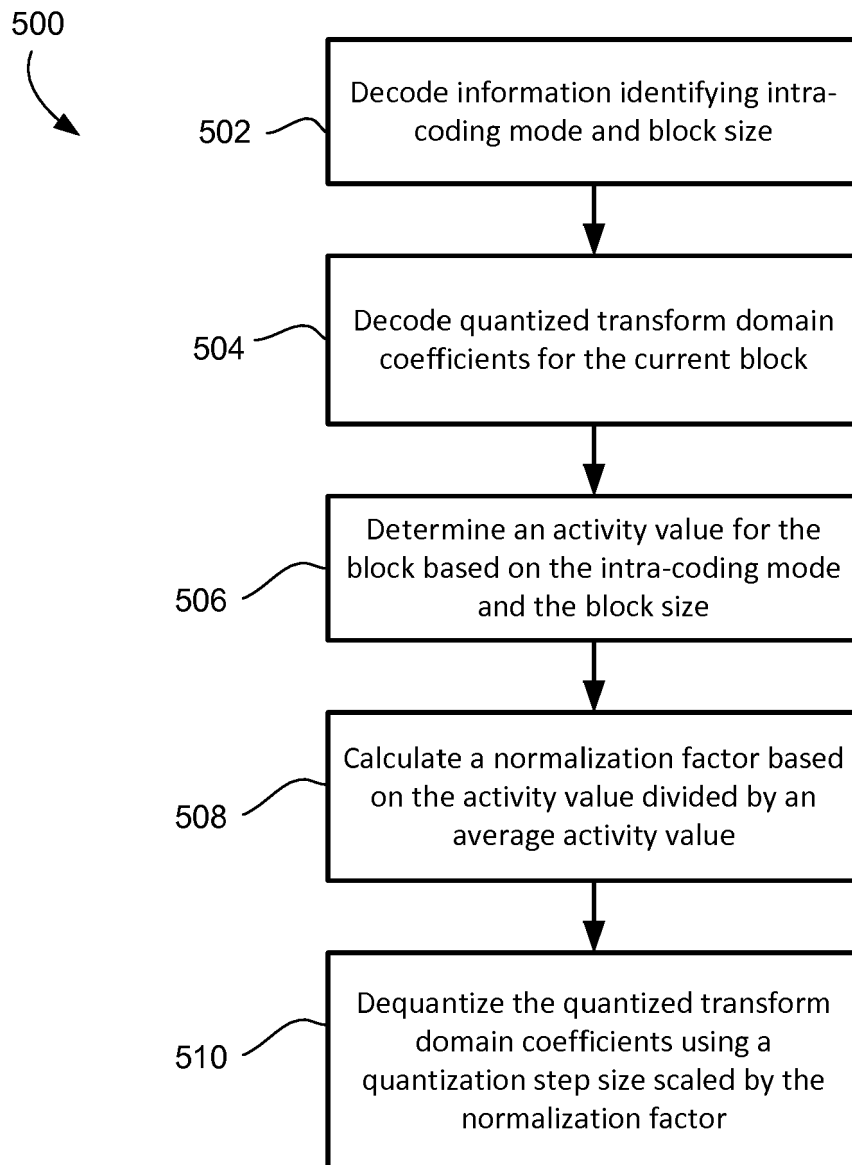 500
502
Decode information identifying intra-
coding mode and block size
504
Decode quantized transform domain
coefficients for the current block
506
Determine an activity value for the
block based on the intra-coding mode
and the block size
508
Calculate a normalization factor based
on the activity value divided by an
average activity value
510
Dequantize the quantized transform
domain coefficients using a
quantization step size scaled by the
normalization factor